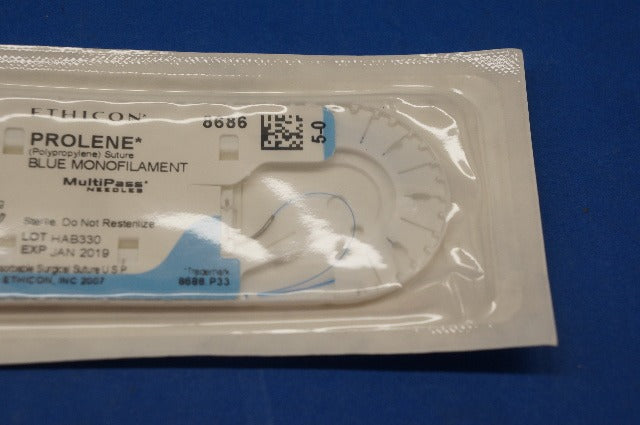 ETHICON
8686
5-0
PROLENE*
(Polypropylene) Suture
BLUE MONOFILAMENT
MultiPass*
NEEDLES
Sterile. Do Not Resterilize
LOT HAB330
EXP JAN 2019
Surgical Suture U.S.P.
*Trademark
ETHICON, INC 2007
8686.P33